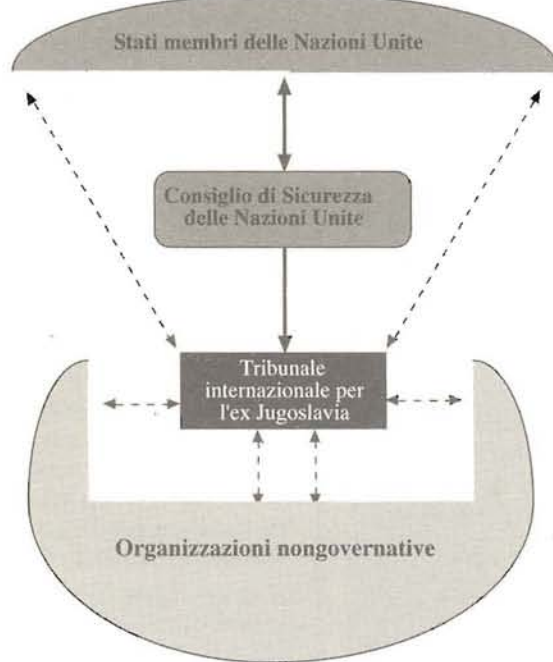 Stati membri delle Nazioni Unite
Consiglio di Sicurezza
delle Nazioni Unite
Tribunale
internazionale per
l'ex Jugoslavia
Organizzazioni nongovernative